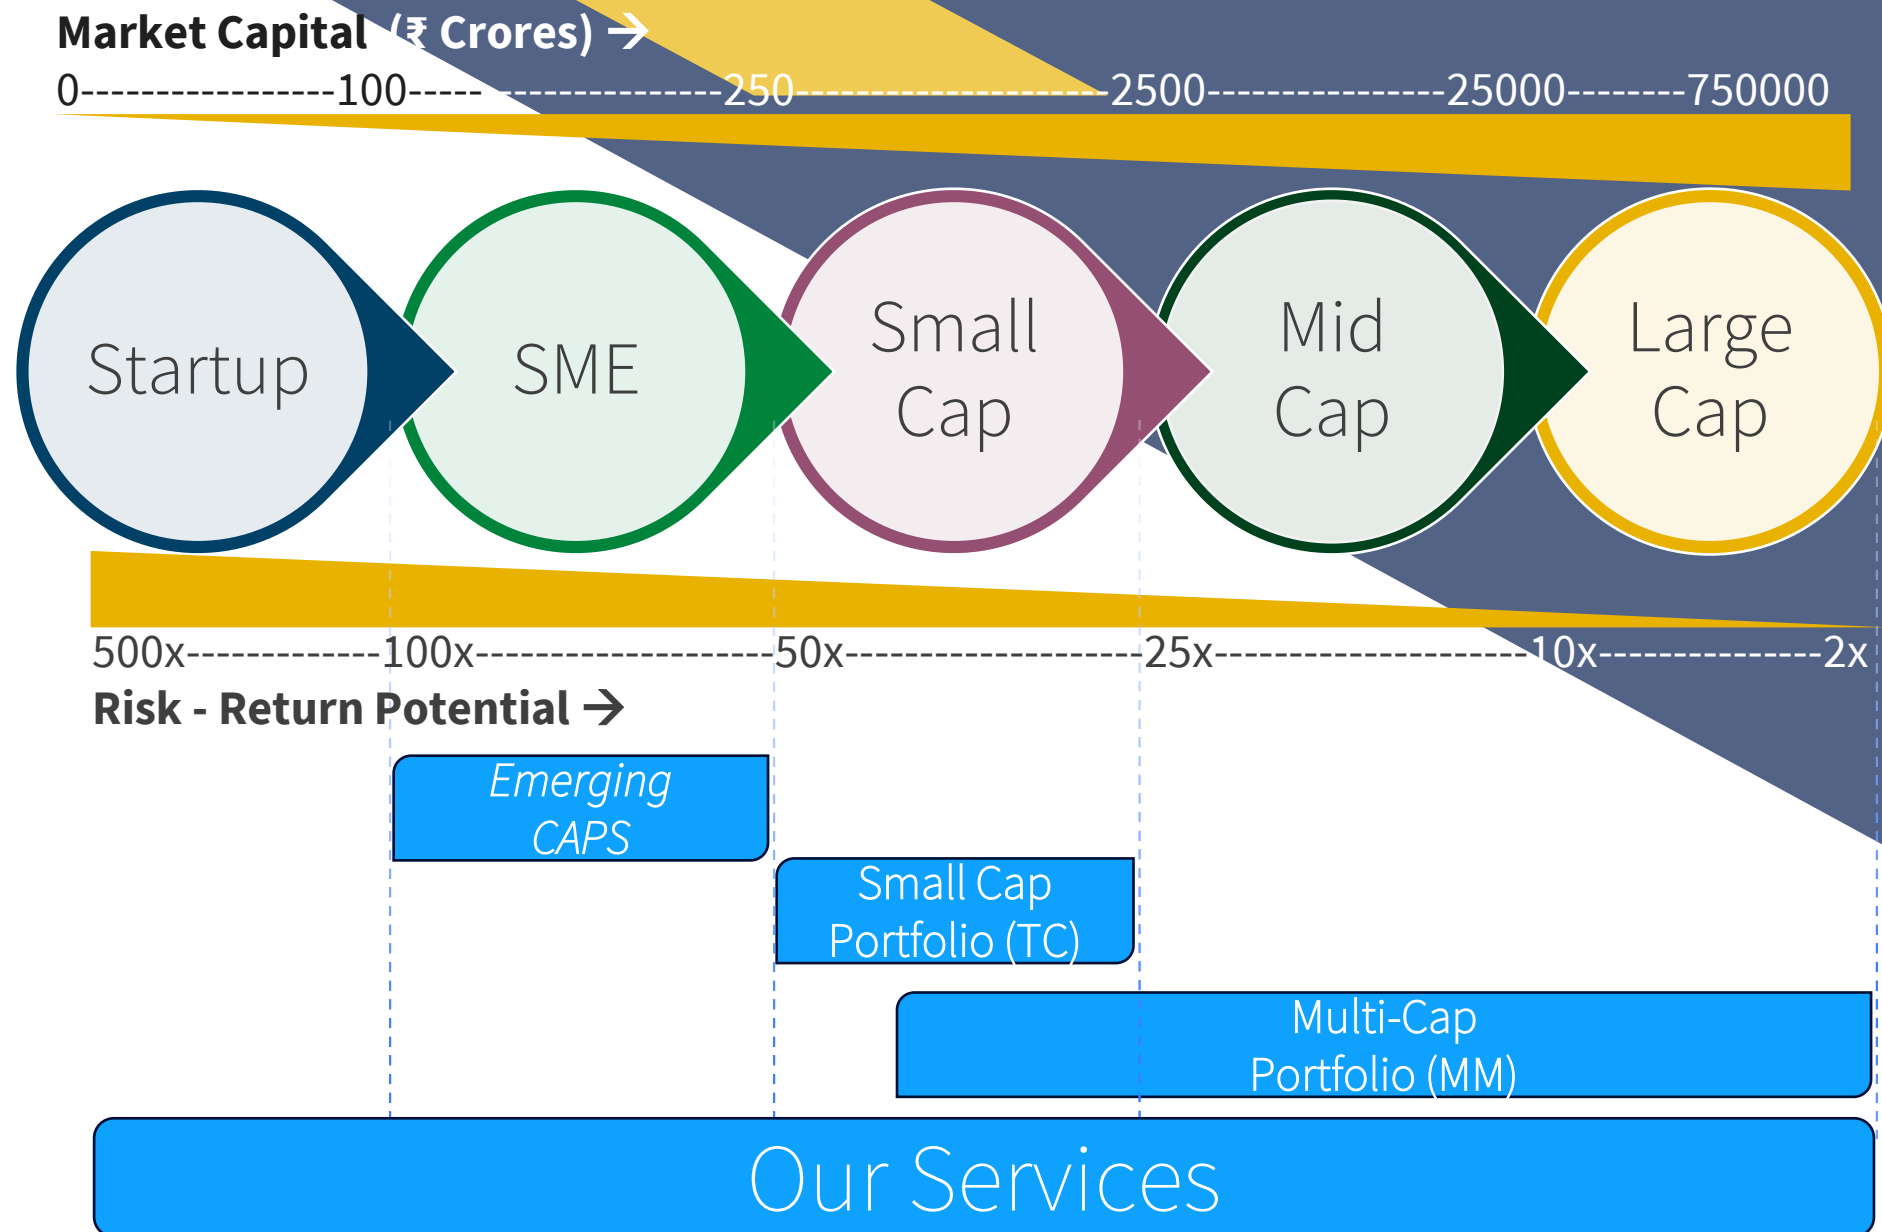 Market Capital (₹ Crores) →
0-----------------100----- ----------------250---------------------2500----------------25000--------750000
Startup
SME
Small
Cap
Mid
Cap
Large
Cap
500x-------------100x--------------------50x--------------------25x---------------------10x---------------2x
Risk - Return Potential →
Emerging
CAPS
Small Cap
Portfolio (TC)
Multi-Cap
Portfolio (MM)
Our Services